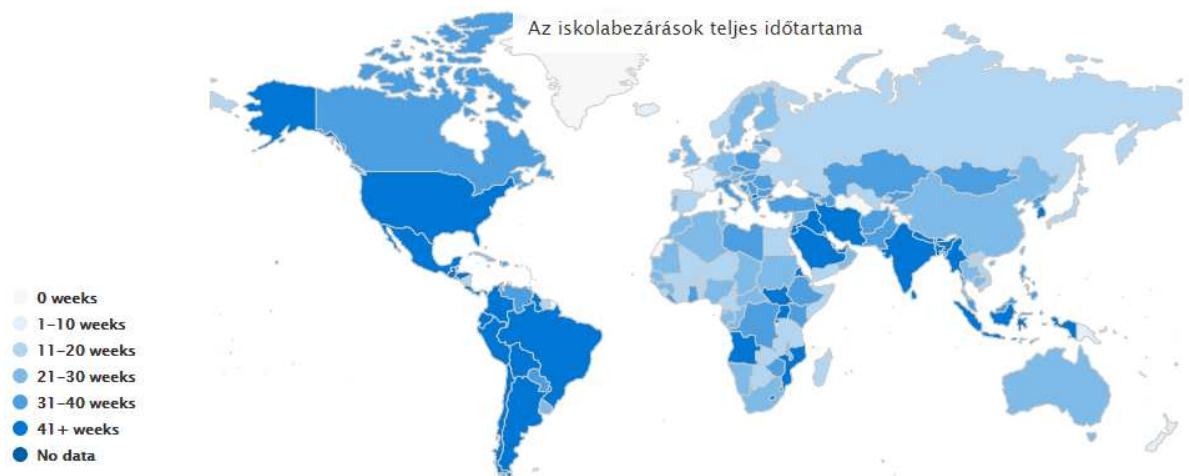 Az iskolabezárások teljes időtartama
0 weeks
1–10 weeks
11–20 weeks
21–30 weeks
31–40 weeks
41+ weeks
No data